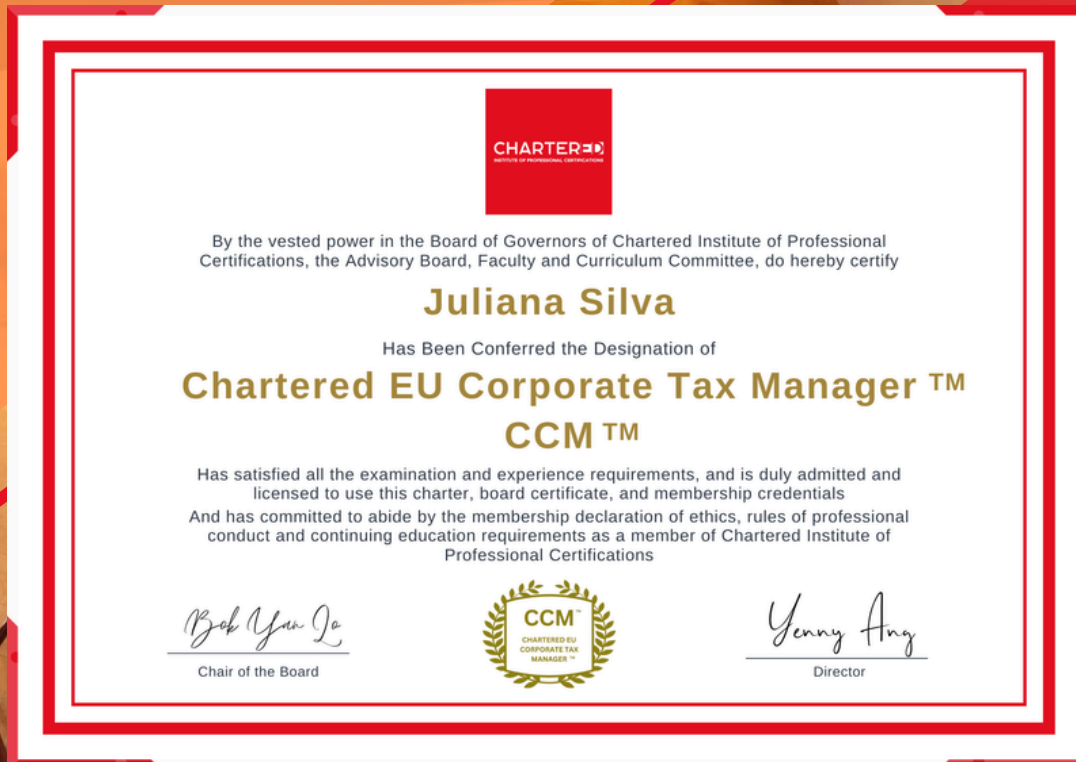 CHARTERED
INSTITUTE OF PROFESSIONAL CERTIFICATIONS
By the vested power in the Board of Governors of Chartered Institute of Professional
Certifications, the Advisory Board, Faculty and Curriculum Committee, do hereby certify
Juliana Silva
Has Been Conferred the Designation of
Chartered EU Corporate Tax Manager ™
CCM ™
Has satisfied all the examination and experience requirements, and is duly admitted and
licensed to use this charter, board certificate, and membership credentials
And has committed to abide by the membership declaration of ethics, rules of professional
conduct and continuing education requirements as a member of Chartered Institute of
Professional Certifications
Yenny Ang
Chair of the Board
CCM™
CHARTERED EU
CORPORATE TAX
MANAGER ™
Director